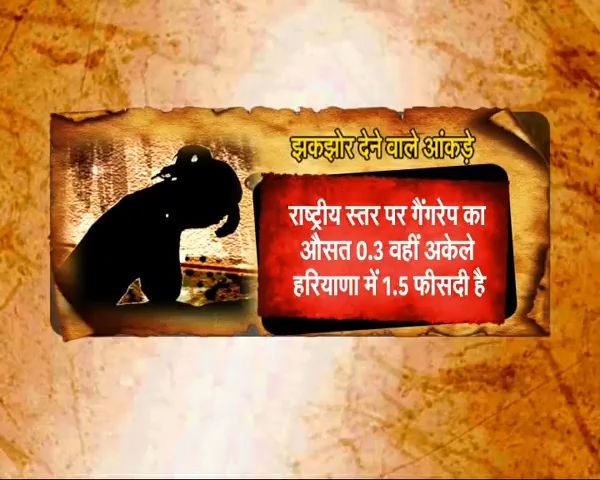 झकझोर देने वाले आंकड़े
राष्ट्रीय स्तर पर गैंगरेप का
औसत 0.3 वहीं अकेले
हरियाणा में 1.5 फीसदी है